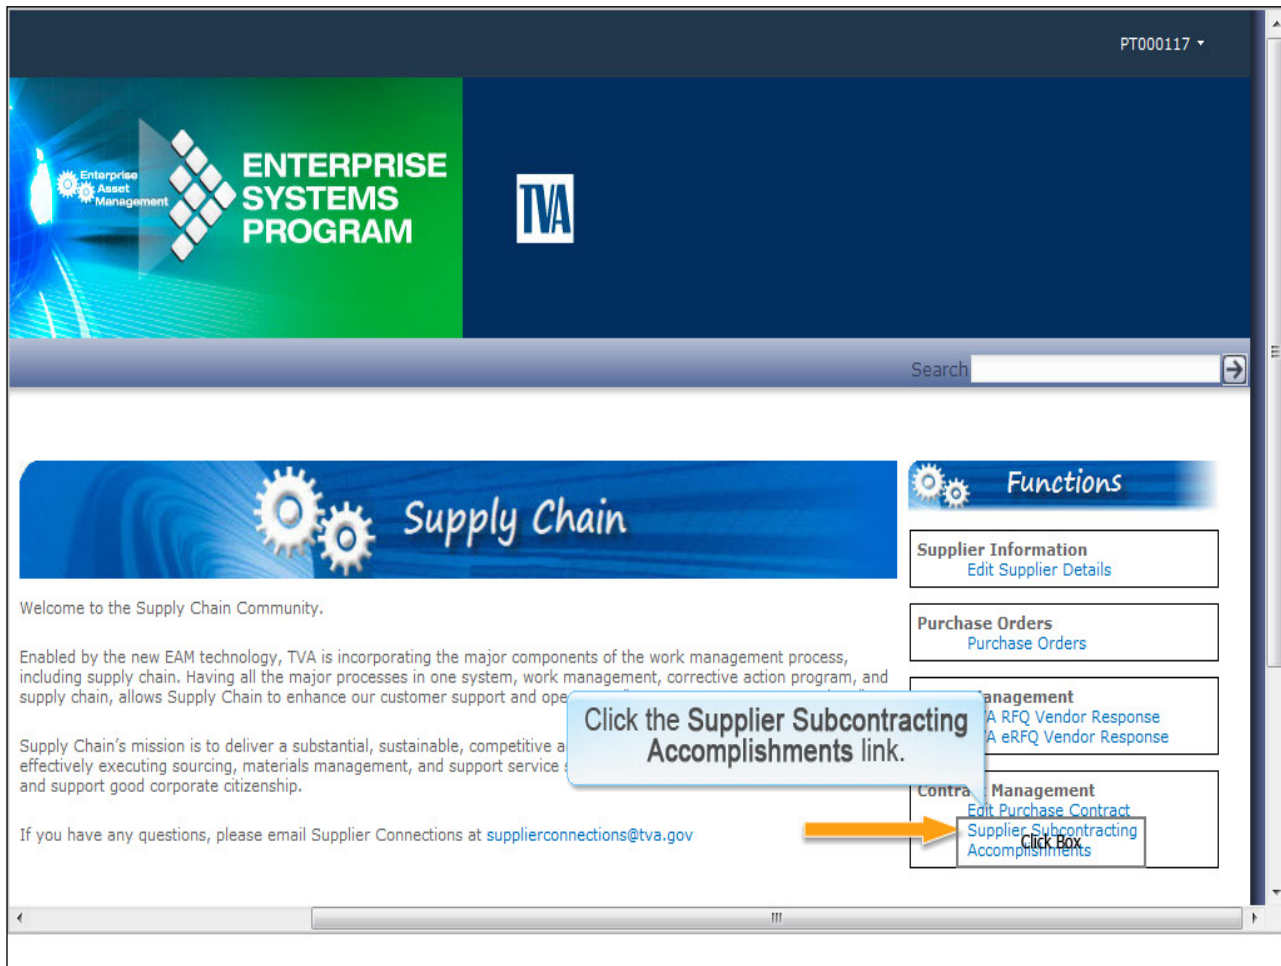 PT000117
Enterprise
Asset
Management
ENTERPRISE
SYSTEMS
PROGRAM
TVA
Search
Supply Chain
Functions
Supplier Information
Edit Supplier Details
Purchase Orders
Purchase Orders
Welcome to the Supply Chain Community.
Enabled by the new EAM technology, TVA is incorporating the major components of the work management process,
including supply chain. Having all the major processes in one system, work management, corrective action program, and
supply chain, allows Supply Chain to enhance our customer support and ope
Supply Chain's mission is to deliver a substantial, sustainable, competitive a
effectively executing sourcing, materials management, and support service s
and support good corporate citizenship.
If you have any questions, please email Supplier Connections at supplierconnections@tva.gov
Click the Supplier Subcontracting
Accomplishments link.
anagement
A RFQ Vendor Response
A eRFQ Vendor Response
Contra Management
Edit Purchase Contract
Supplier Subcontracting
Accomplishments
Click Box